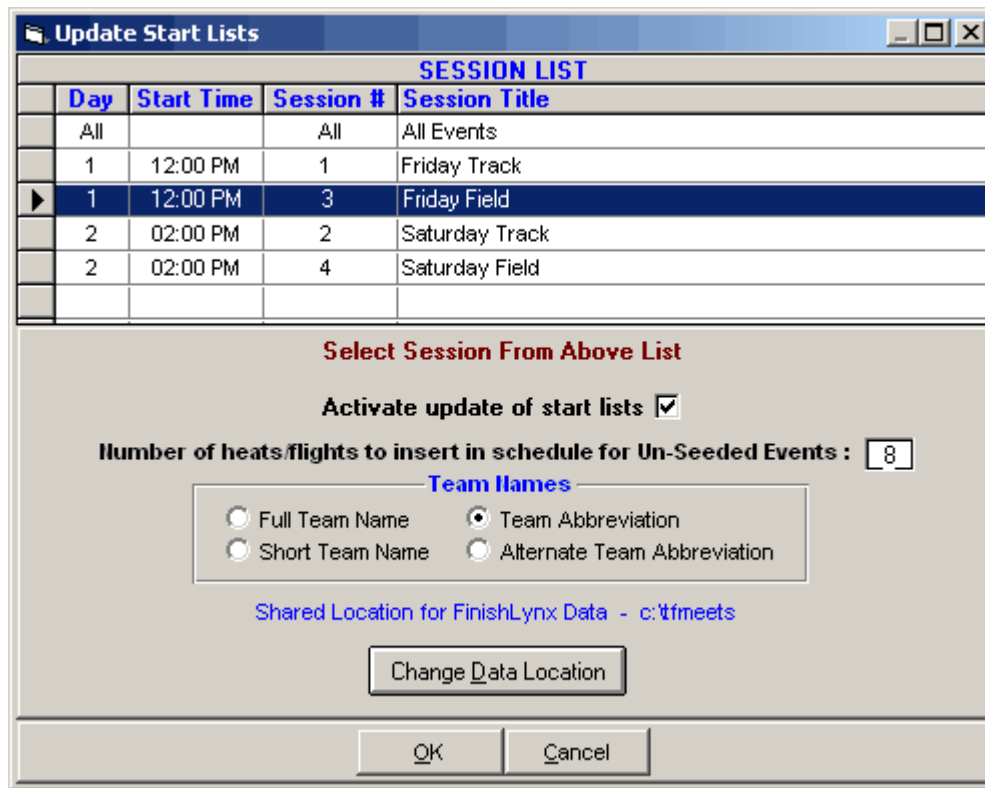 Update Start Lists
SESSION LIST
Day Start Time Session # Session Title
All All All Events
1 12:00 PM 1 Friday Track
1 12:00 PM 3 Friday Field
2 02:00 PM 2 Saturday Track
2 02:00 PM 4 Saturday Field
Select Session From Above List
Activate update of start lists
Number of heats/flights to insert in schedule for Un-Seeded Events : 8
Team Names
Full Team Name Team Abbreviation
Short Team Name Alternate Team Abbreviation
Shared Location for FinishLynx Data - c:\tfmeets
Change Data Location
OK Cancel